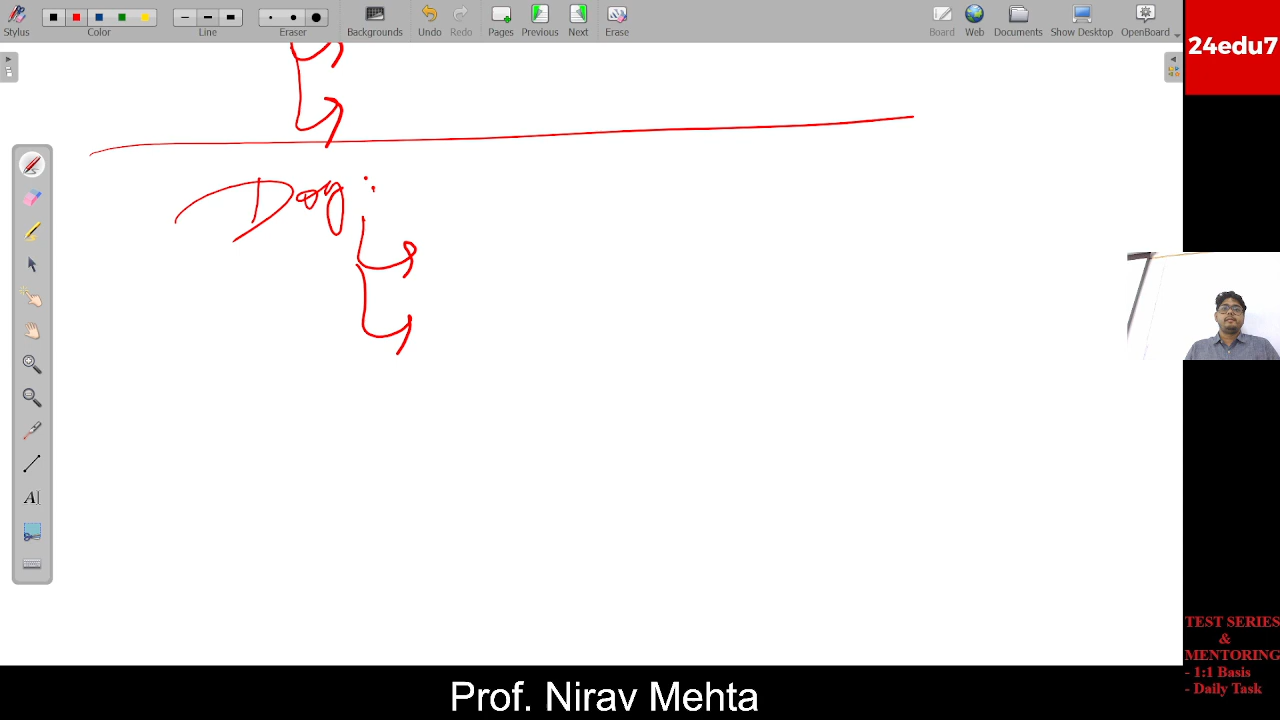 Stylus Color Line Eraser Backgrounds Undo Redo Pages Previous Next Erase Board Web Documents Show Desktop OpenBoard
24edu7
Dog :
A
TEST SERIES
&
MENTORING
- 1:1 Basis
- Daily Task
Prof. Nirav Mehta